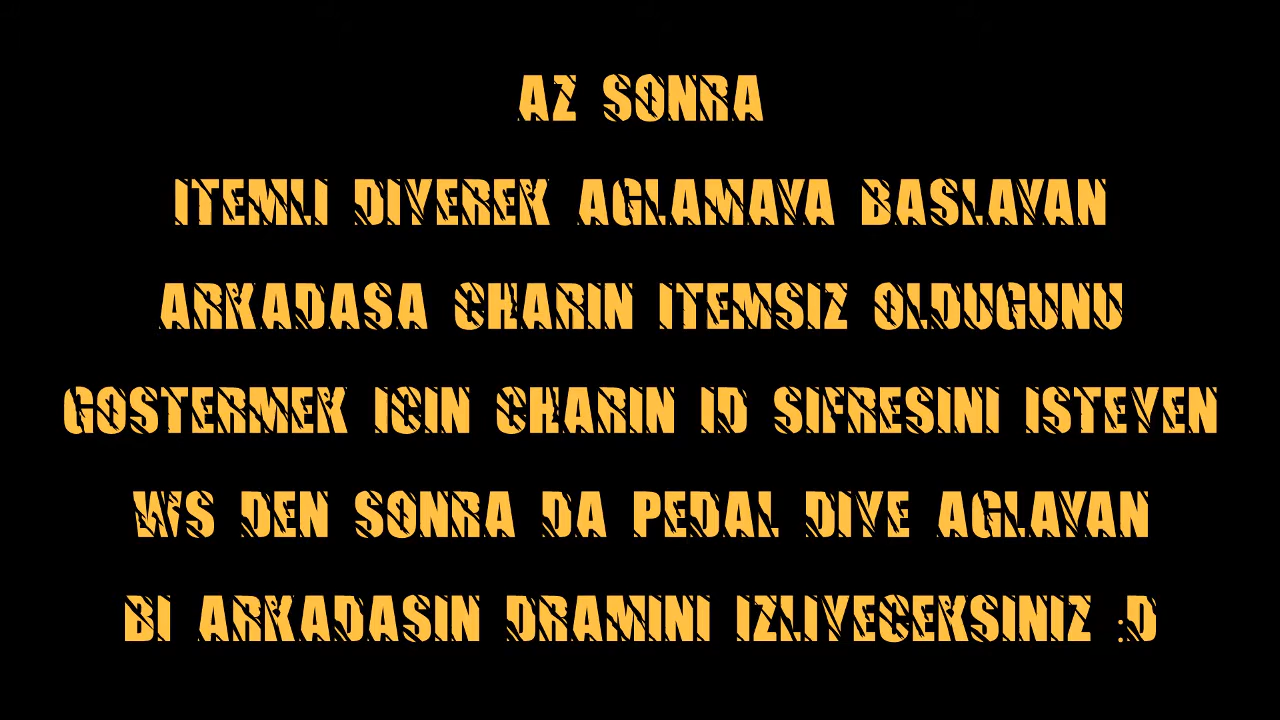 AZ SONRA
ITEMLI DIYEREK AGLAMAYA BASLAYAN
ARKADASA CHARIN ITEMSIZ OLDUGUNU
GOSTERMEK ICIN CHARIN ID SIFRESINI ISTEYEN
WS DEN SONRA DA PEDAL DIYE AGLAYAN
BI ARKADASIN DRAMINI IZLIYECEKSINIZ :D